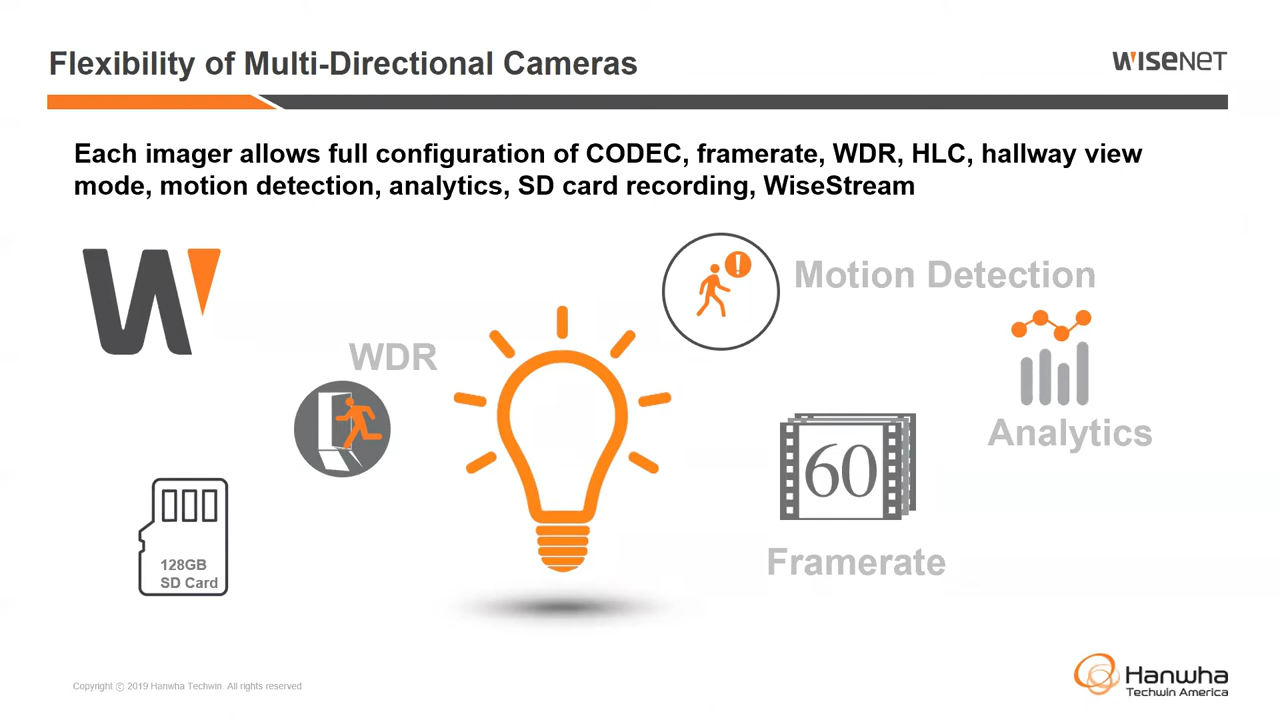 Flexibility of Multi-Directional Cameras
WISENET
Each imager allows full configuration of CODEC, framerate, WDR, HLC, hallway view
mode, motion detection, analytics, SD card recording, WiseStream
W
Motion Detection
WDR
60
Analytics
128GB
SD Card
Framerate
Copyright ⓒ 2019 Hanwha Techwin. All rights reserved
Hanwha
Techwin America